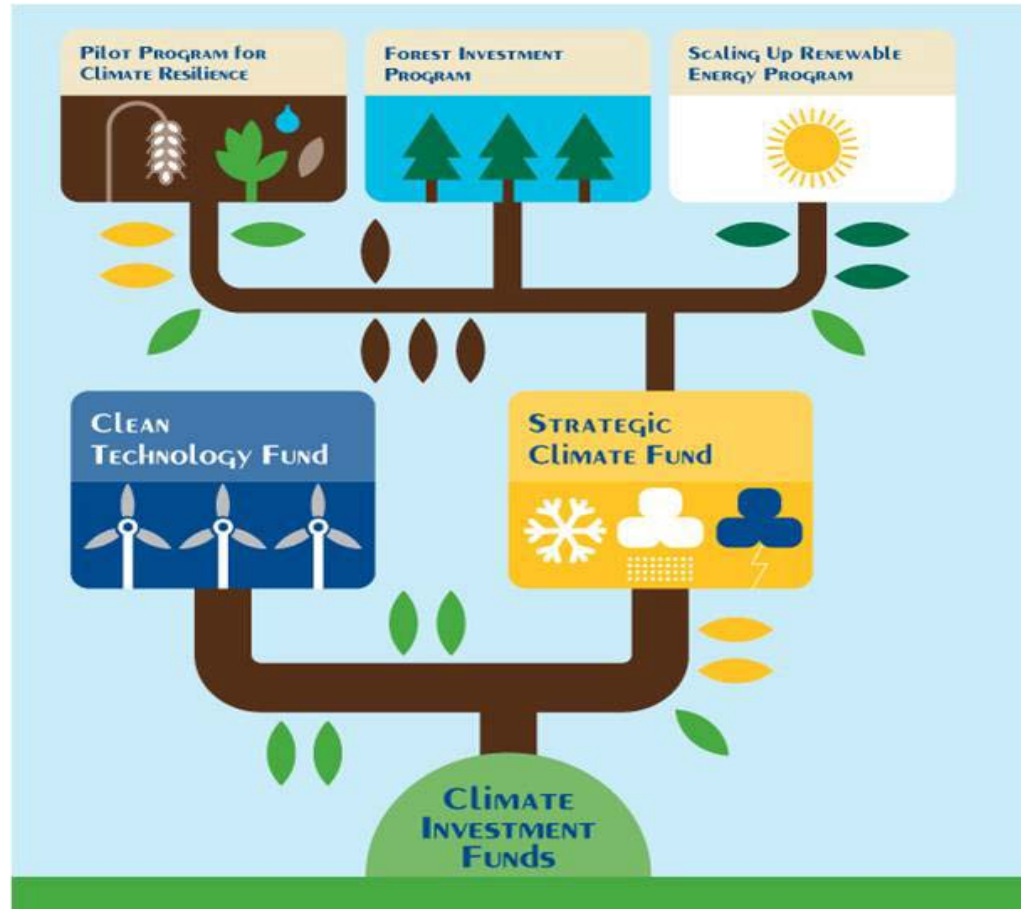 Pilot Program for
Climate Resilience
Forest Investment
Program
Scaling Up Renewable
Energy Program
Clean
Technology Fund
Strategic
Climate Fund
Climate
Investment
Funds